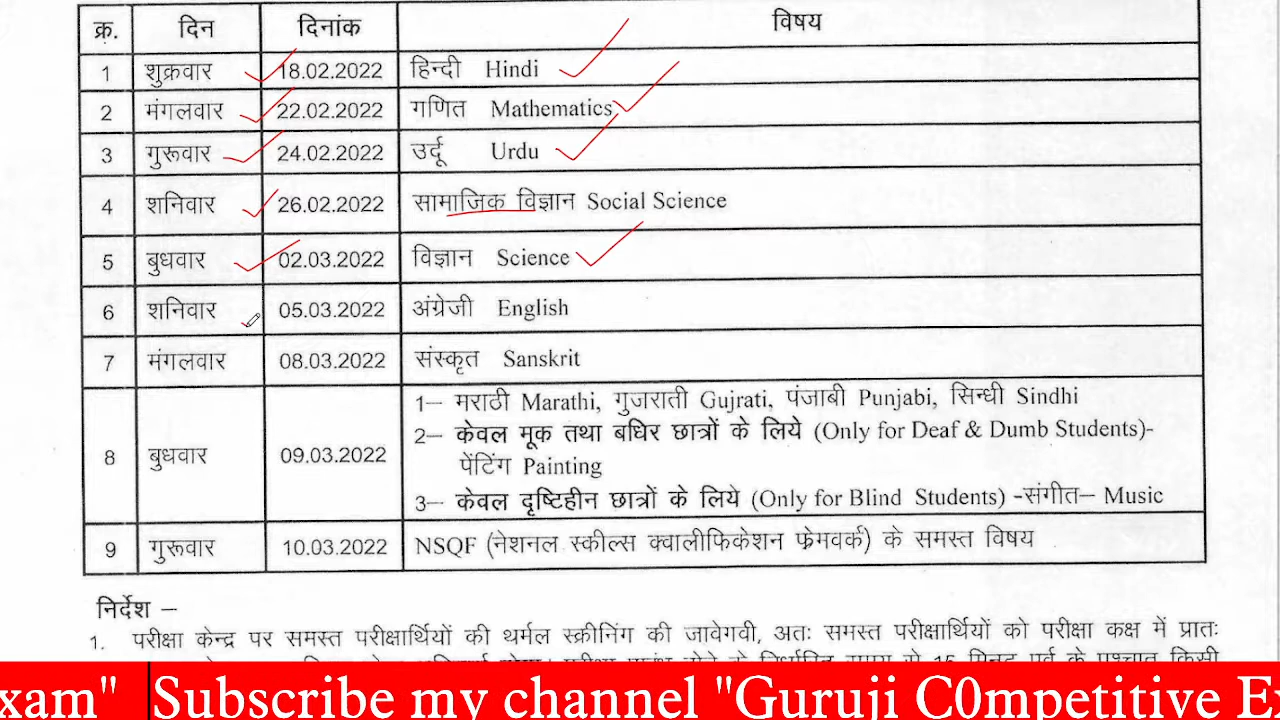 क्र. दिन दिनांक विषय
1 शुक्रवार 18.02.2022 हिन्दी Hindi
2 मंगलवार 22.02.2022 गणित Mathematics
3 गुरूवार 24.02.2022 उर्दू Urdu
4 शनिवार 26.02.2022 सामाजिक विज्ञान Social Science
5 बुधवार 02.03.2022 विज्ञान Science
6 शनिवार 05.03.2022 अंग्रेजी English
7 मंगलवार 08.03.2022 संस्कृत Sanskrit
8 बुधवार 09.03.2022 1– मराठी Marathi, गुजराती Gujrati, पंजाबी Punjabi, सिन्धी Sindhi
2– केवल मूक तथा बधिर छात्रों के लिये (Only for Deaf & Dumb Students)-
पेंटिंग Painting
3– केवल दृष्टिहीन छात्रों के लिये (Only for Blind Students) -संगीत– Music
9 गुरूवार 10.03.2022 NSQF (नेशनल स्कील्स क्वालीफिकेशन फ्रेमवर्क) के समस्त विषय
निर्देश –
1. परीक्षा केन्द्र पर समस्त परीक्षार्थियों की थर्मल स्क्रीनिंग की जावेगवी, अतः समस्त परीक्षार्थियों को परीक्षा कक्ष में प्रातः
xam" Subscribe my channel "Guruji C0mpetitive E